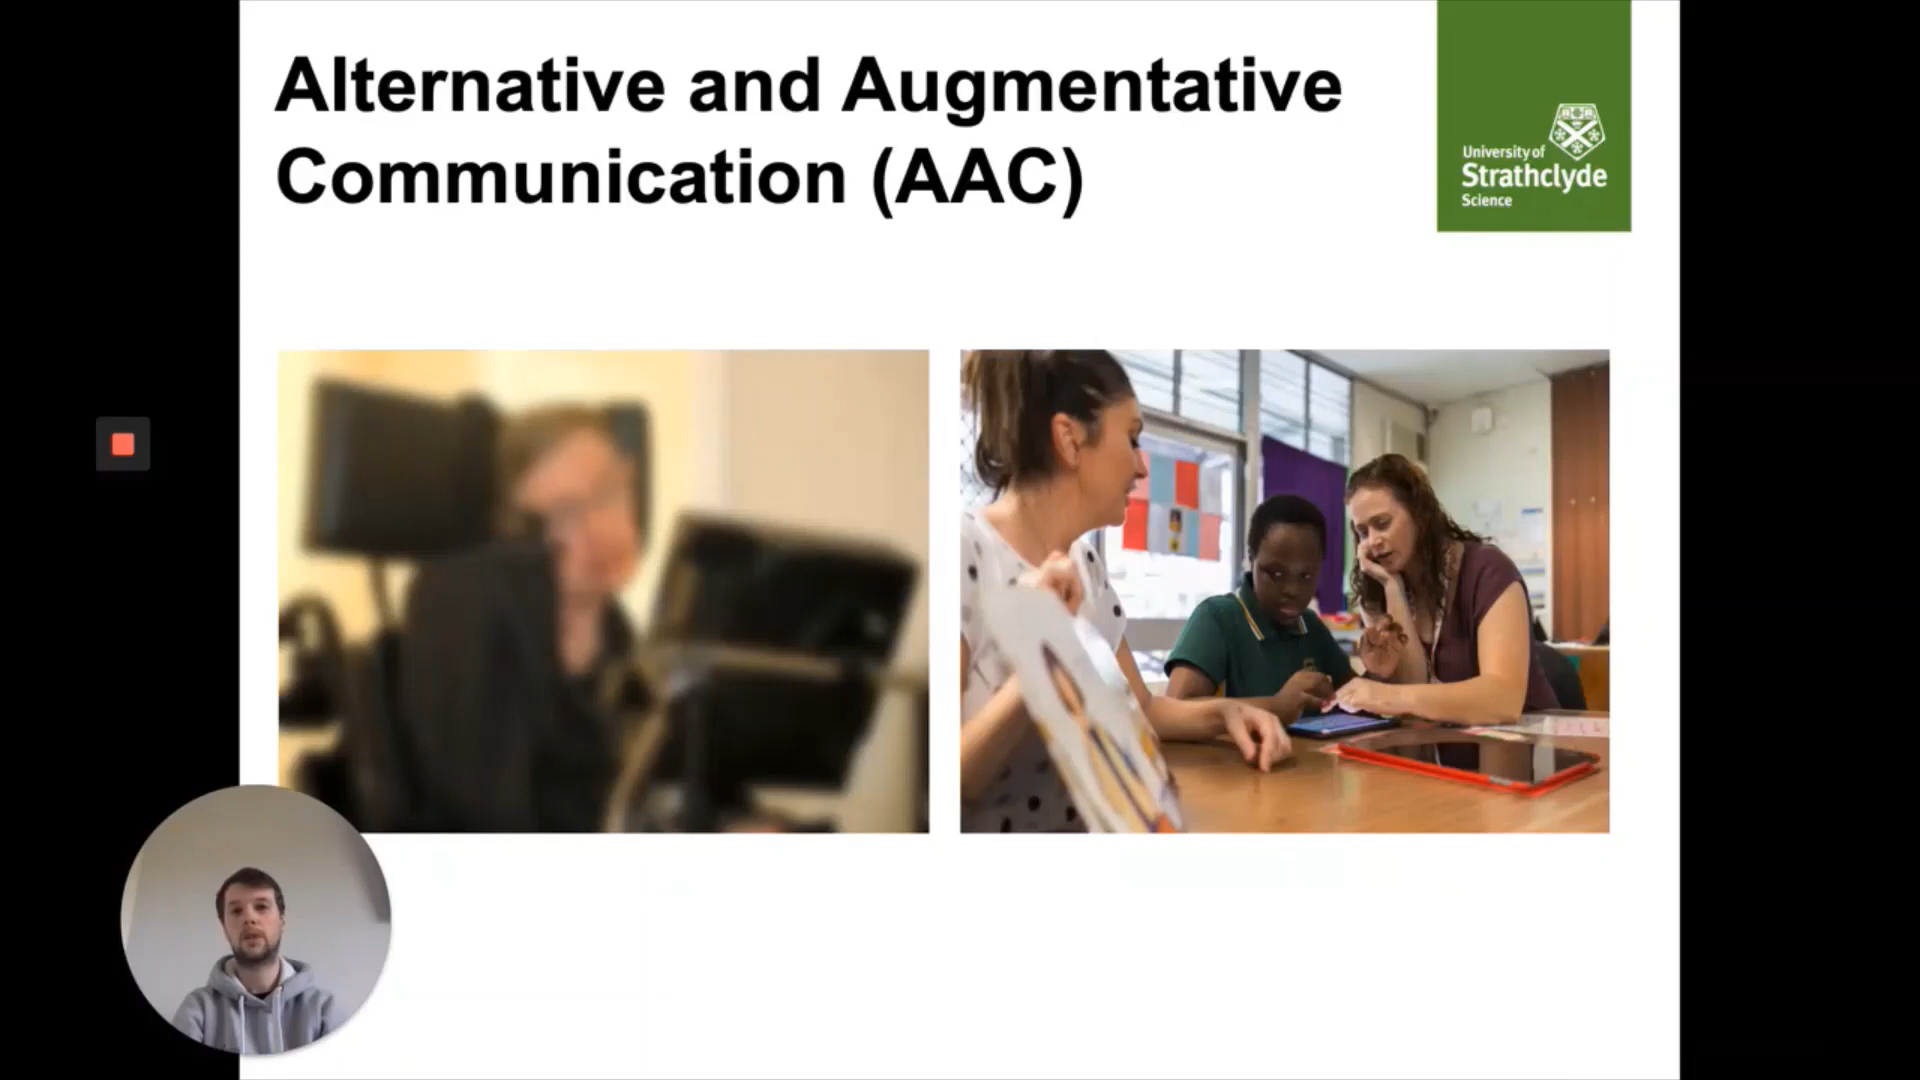 Alternative and Augmentative
Communication (AAC)
University of
Strathclyde
Science